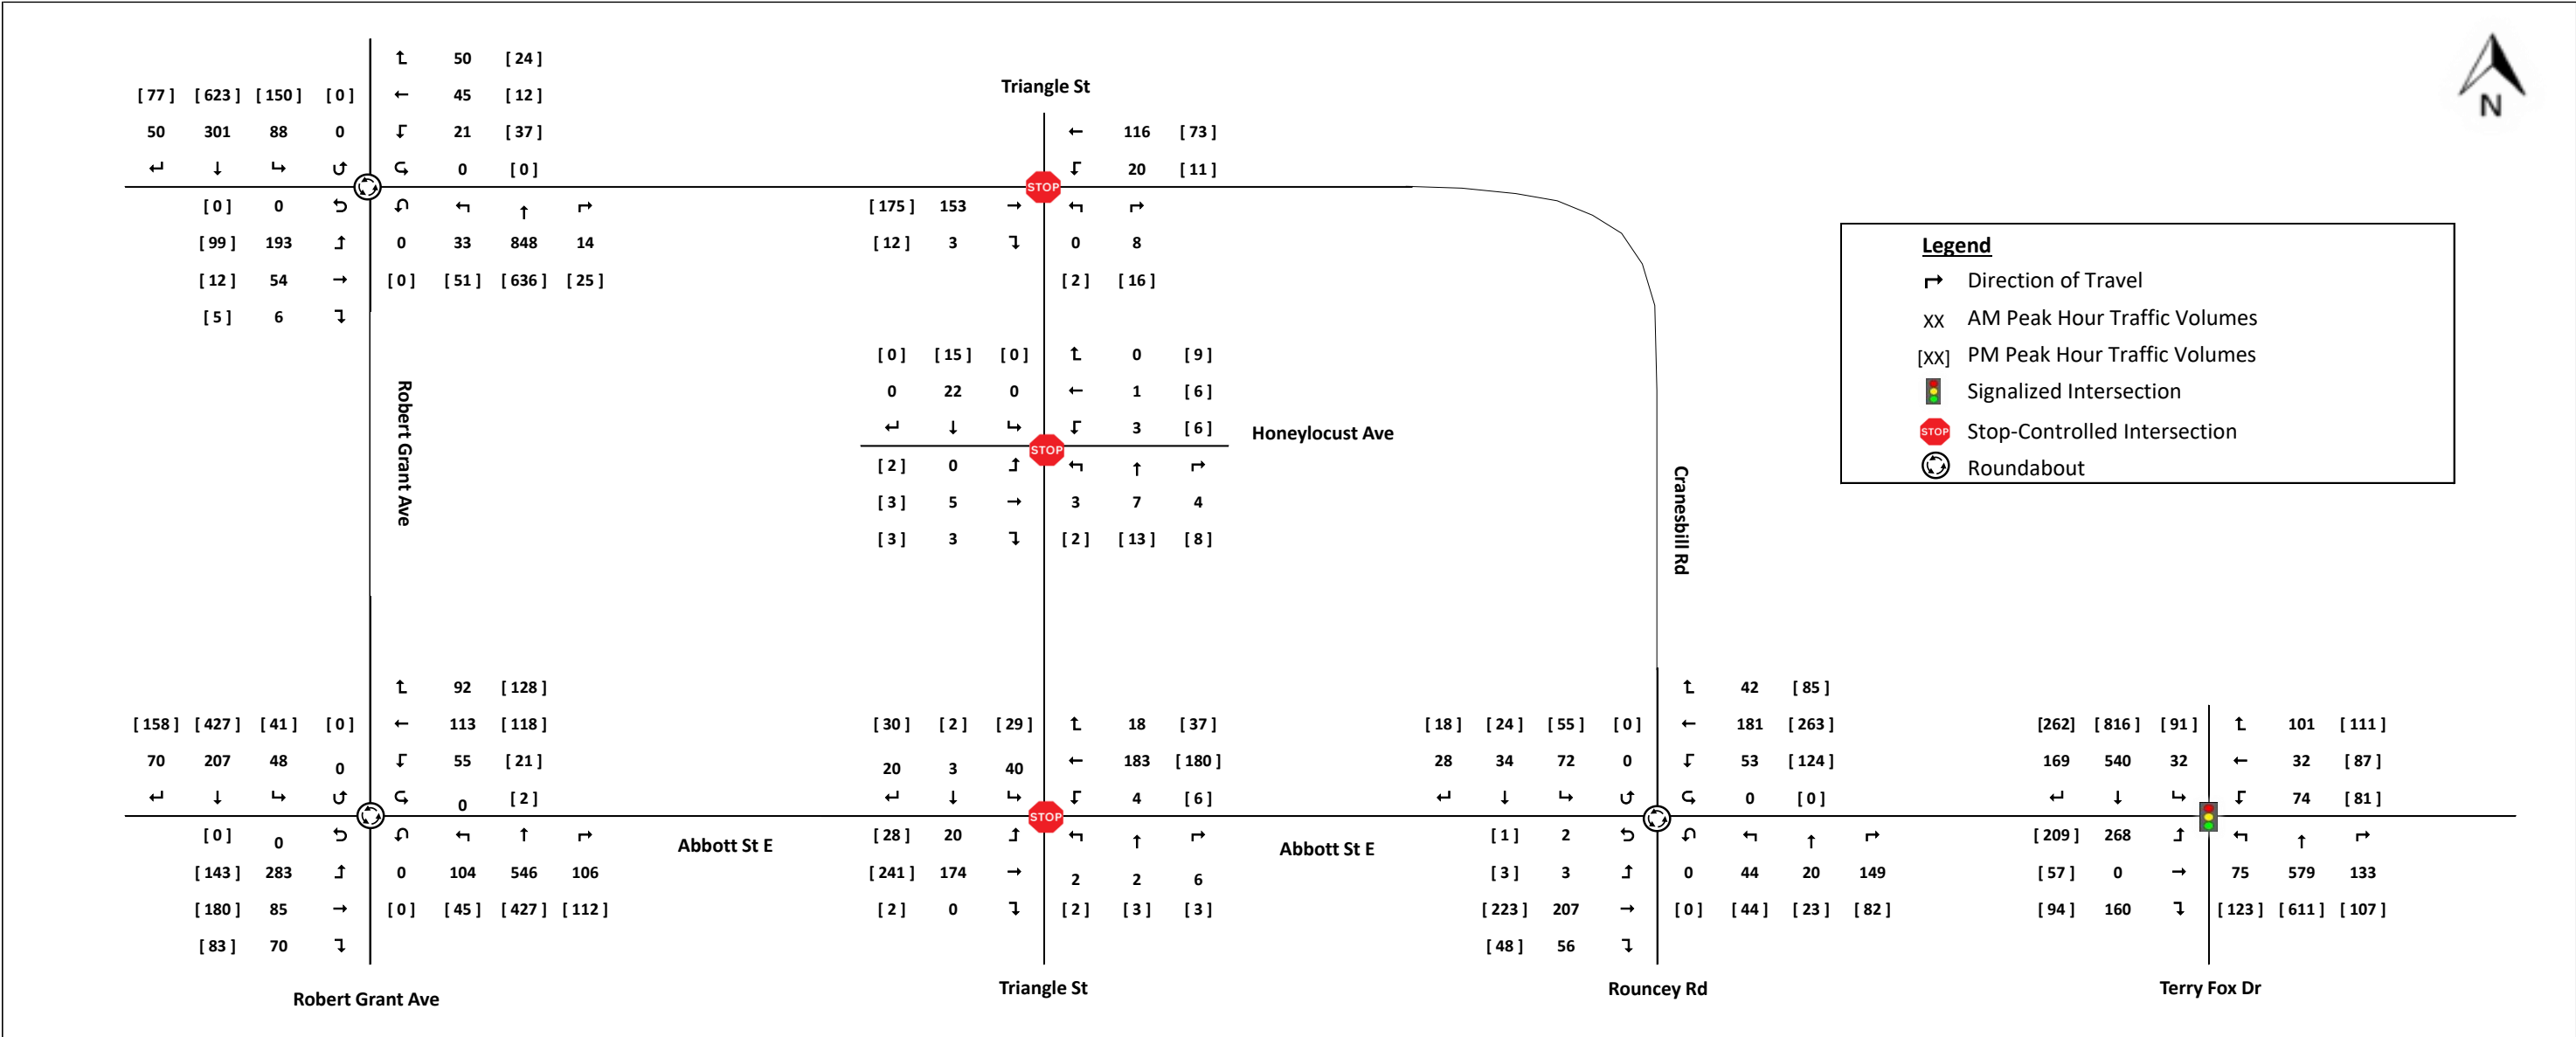 50 [ 24 ]
[ 77 ] [ 623 ] [ 150 ] [ 0 ] 45 [ 12 ]
50 301 88 0 21 [ 37 ]
0 [ 0 ]
[ 0 ] 0
[ 99 ] 193 0 33 848 14
[ 12 ] 54 [ 0 ] [ 51 ] [ 636 ] [ 25 ]
[ 5 ] 6
Triangle St
116 [ 73 ]
20 [ 11 ]
STOP
[ 175 ] 153
[ 12 ] 3 0 8
[ 2 ] [ 16 ]
N
Legend
Direction of Travel
XX AM Peak Hour Traffic Volumes
[XX] PM Peak Hour Traffic Volumes
Signalized Intersection
STOP Stop-Controlled Intersection
Roundabout
Robert Grant Ave
[ 0 ] [ 15 ] [ 0 ] 0 [ 9 ]
0 22 0 1 [ 6 ]
3 [ 6 ]
Honeylocust Ave
STOP
[ 2 ] 0
[ 3 ] 5 3 7 4
[ 3 ] 3 [ 2 ] [ 13 ] [ 8 ]
Cranesbill Rd
92 [ 128 ]
[ 158 ] [ 427 ] [ 41 ] [ 0 ] 113 [ 118 ]
70 207 48 0 55 [ 21 ]
0 [ 2 ]
[ 0 ] 0
[ 143 ] 283 0 104 546 106
[ 180 ] 85 [ 0 ] [ 45 ] [ 427 ] [ 112 ]
[ 83 ] 70
Robert Grant Ave
Abbott St E
[ 30 ] [ 2 ] [ 29 ] 18 [ 37 ]
20 3 40 183 [ 180 ]
4 [ 6 ]
STOP
[ 28 ] 20
[ 241 ] 174 2 2 6
[ 2 ] 0 [ 2 ] [ 3 ] [ 3 ]
Triangle St
Abbott St E
42 [ 85 ]
[ 18 ] [ 24 ] [ 55 ] [ 0 ] 181 [ 263 ]
28 34 72 0 53 [ 124 ]
0 [ 0 ]
[ 1 ] 2
[ 3 ] 3 0 44 20 149
[ 223 ] 207 [ 0 ] [ 44 ] [ 23 ] [ 82 ]
[ 48 ] 56
Rouncey Rd
[262] [ 816 ] [ 91 ] 101 [ 111 ]
169 540 32 32 [ 87 ]
74 [ 81 ]
[ 209 ] 268
[ 57 ] 0 75 579 133
[ 94 ] 160 [ 123 ] [ 611 ] [ 107 ]
Terry Fox Dr